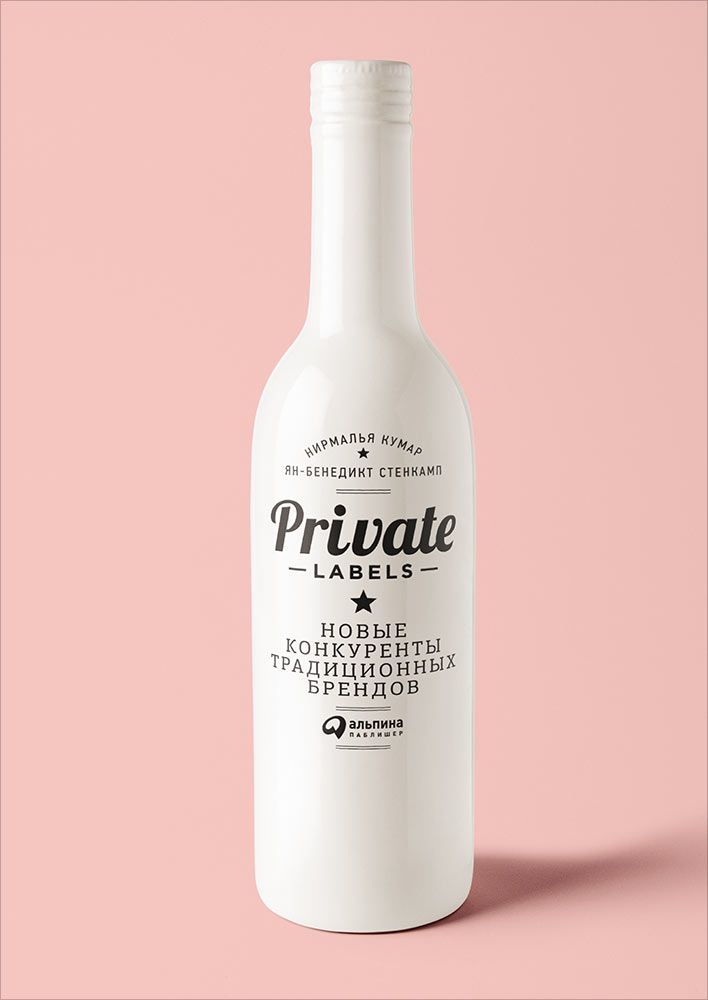 НИРМАЛЬЯ КУМАР
ЯН-БЕНЕДИКТ СТЕНКАМП
Private
LABELS
НОВЫЕ
КОНКУРЕНТЫ
ТРАДИЦИОННЫХ
БРЕНДОВ
альпина
ПАБЛИШЕР